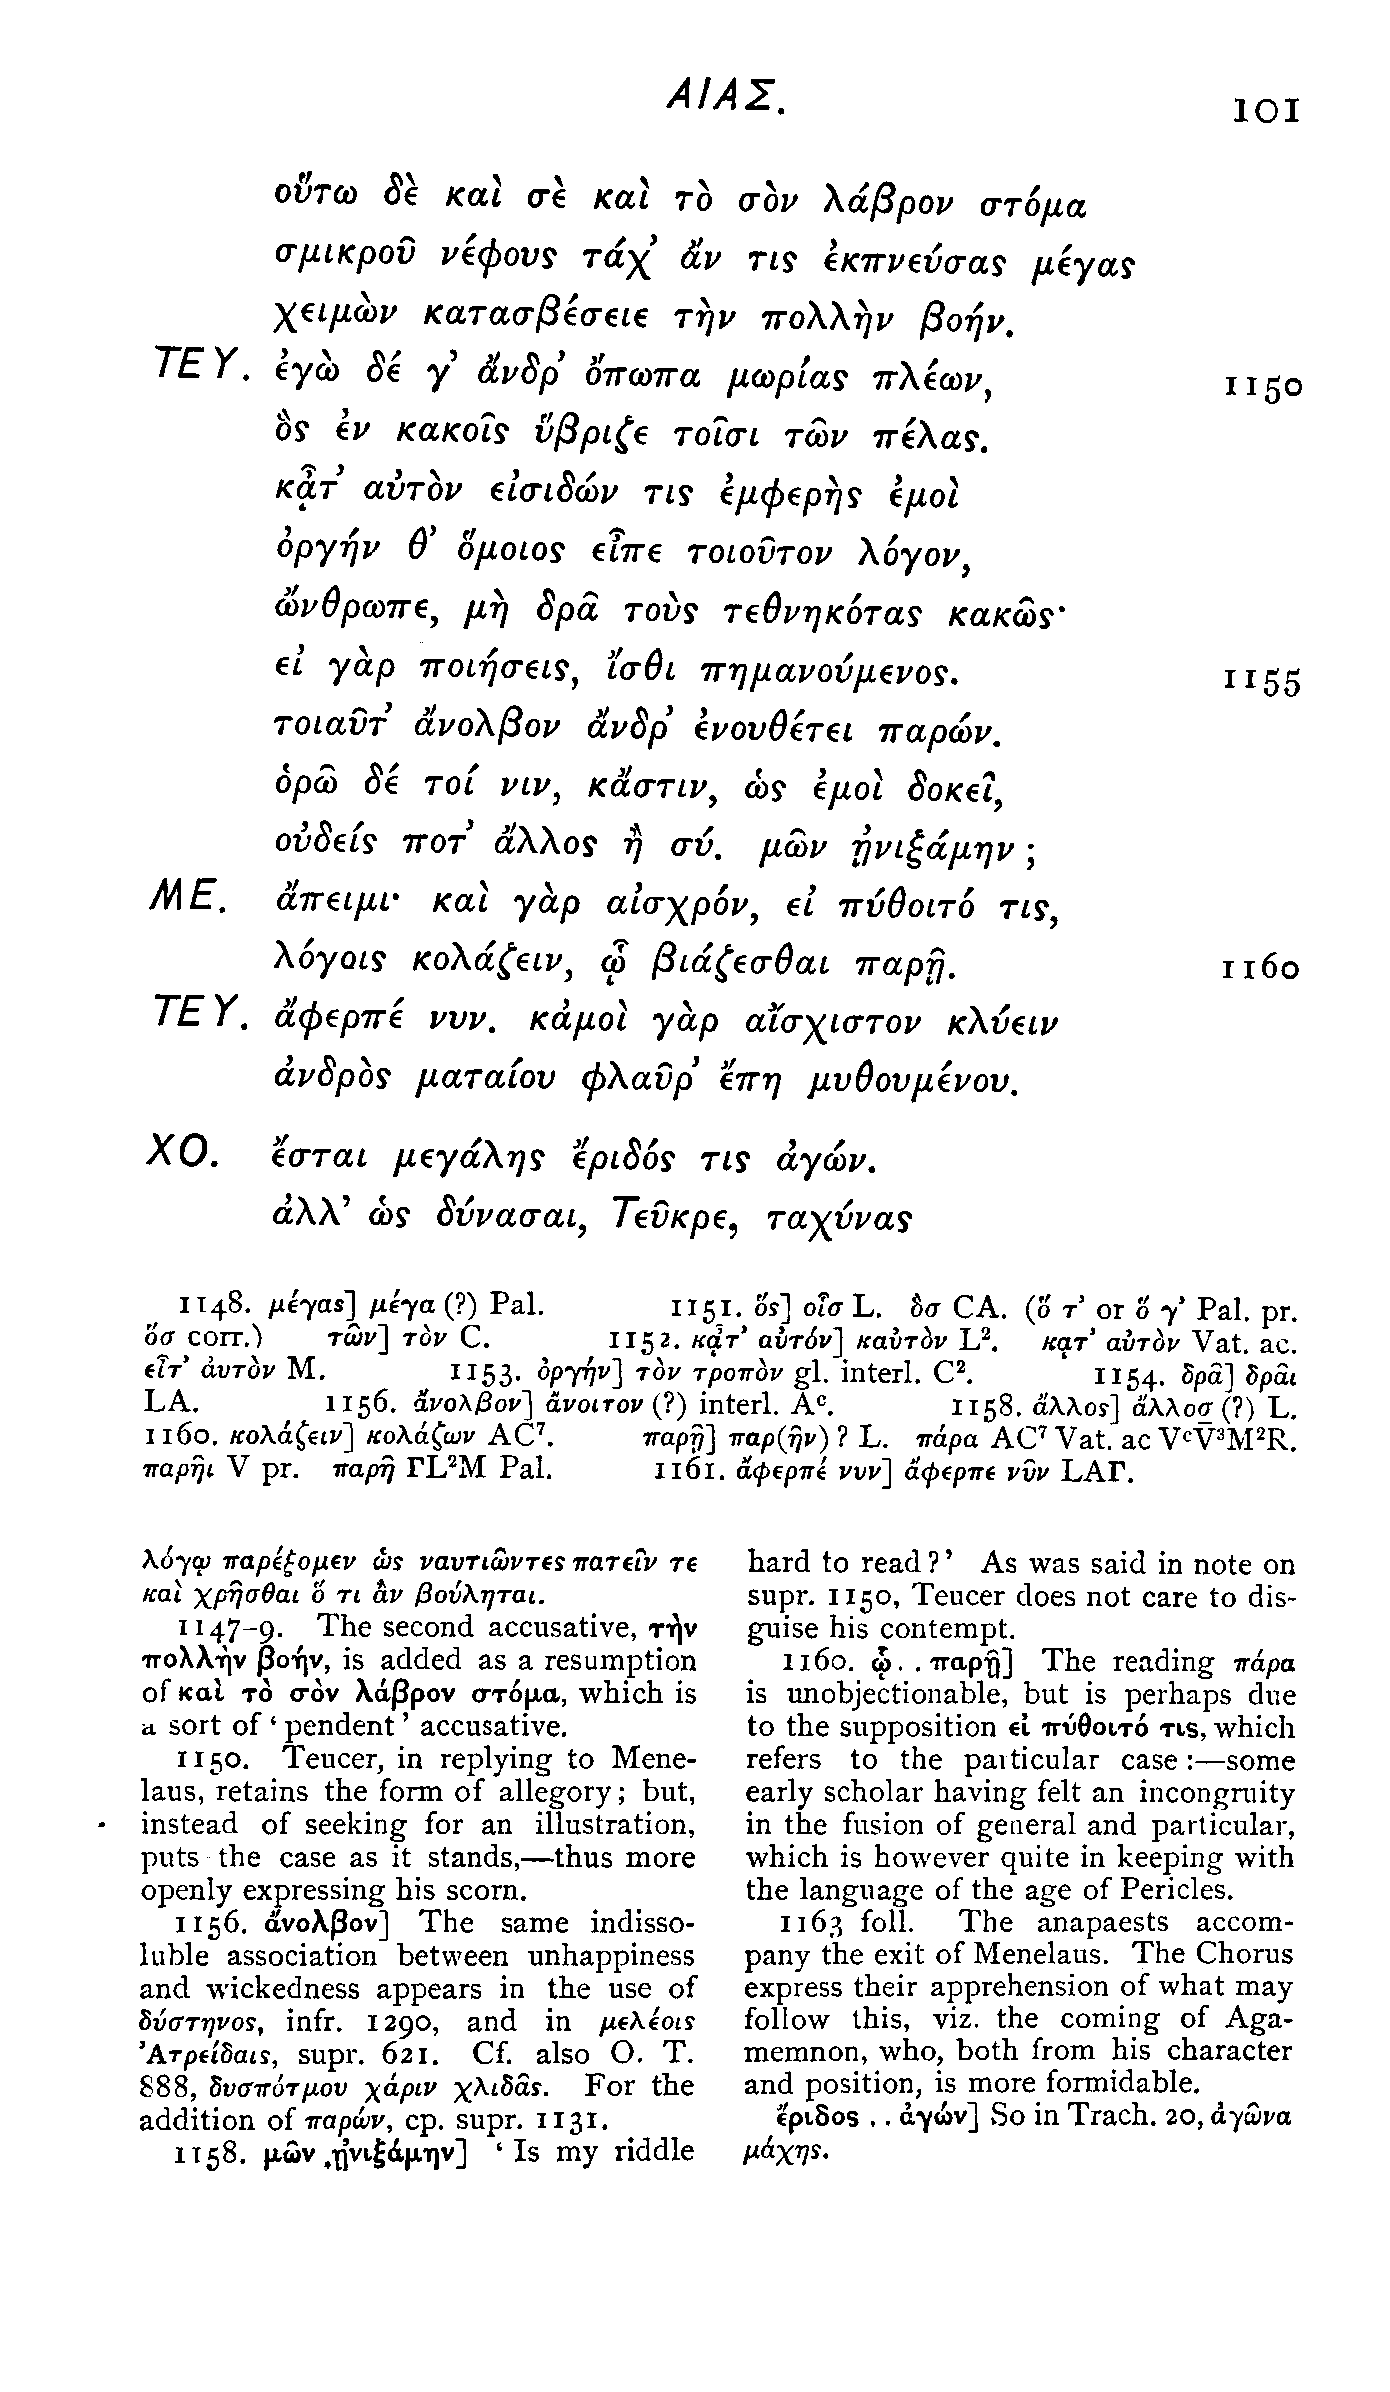 ΑΙΑΣ.
101
οὕτω δὲ καὶ σὲ καὶ τὸ σὸν λάβρον στόμα
σμικροῦ νέφους τάχ' ἄν τις ἐκπνεύσας μέγας
χειμὼν κατασβέσειε τὴν πολλὴν βοήν.
ΤΕΥ. ἐγὼ δέ γ' ἄνδρ' ὄπωπα μωρίας πλέων, 1150
ὃς ἐν κακοῖς ὕβριζε τοῖσι τῶν πέλας.
κᾆτ' αὐτὸν εἰσιδών τις ἐμφερὴς ἐμοὶ
ὀργήν θ' ὅμοιος εἶπε τοιοῦτον λόγον,
ὤνθρωπε, μὴ δρᾶ τοὺς τεθνηκότας κακῶς·
εἰ γὰρ ποιήσεις, ἴσθι πημανούμενος. 1155
τοιαῦτ' ἄνολβον ἄνδρ' ἐνουθέτει παρών.
ὁρῶ δέ τοί νιν, κἄστιν, ὡς ἐμοὶ δοκεῖ,
οὐδείς ποτ' ἄλλος ἢ σύ. μῶν ᾐνιξάμην ;
ΜΕ. ἄπειμι· καὶ γὰρ αἰσχρόν, εἰ πύθοιτό τις,
λόγοις κολάζειν, ᾧ βιάζεσθαι παρῇ. 1160
ΤΕΥ. ἄφερπέ νυν. κἀμοὶ γὰρ αἴσχιστον κλύειν
ἀνδρὸς ματαίου φλαῦρ' ἔπη μυθουμένου.
ΧΟ. ἔσται μεγάλης ἔριδός τις ἀγών.
ἀλλ' ὡς δύνασαι, Τεῦκρε, ταχύνας
1148. μέγας] μέγα (?) Pal. 1151. ὅς] οἷσ L. ὃσ CA. (ὅ τ' or ὅ γ' Pal. pr.
ὅσ corr.) τῶν] τὸν C. 1152. κᾆτ' αὐτόν] καὐτὸν L². κᾳτ' αὐτὸν Vat. ac.
εἶτ' ἀυτὸν M. 1153. ὀργήν] τὸν τροπὸν gl. interl. C². 1154. δρᾶ] δρᾶι
LA. 1156. ἄνολβον] ἄνοιτον (?) interl. Aᶜ. 1158. ἄλλος] ἄλλοσ (?) L.
1160. κολάζειν] κολάζων AC⁷. παρῇ] παρ(ῆν) ? L. πάρα AC⁷ Vat. ac VᶜV³M²R.
παρῆι V pr. παρῆ ΓL²M Pal. 1161. ἄφερπέ νυν] ἄφερπε νῦν LAΓ.
λόγῳ παρέξομεν ὡς ναυτιῶντες πατεῖν τε
καὶ χρῆσθαι ὅ τι ἂν βούληται.
1147-9. The second accusative, τὴν
πολλὴν βοήν, is added as a resumption
of καὶ τὸ σὸν λάβρον στόμα, which is
a sort of ‘ pendent ’ accusative.
1150. Teucer, in replying to Mene-
laus, retains the form of allegory; but,
instead of seeking for an illustration,
puts the case as it stands,—thus more
openly expressing his scorn.
1156. ἄνολβον] The same indisso-
luble association between unhappiness
and wickedness appears in the use of
δύστηνος, infr. 1290, and in μελέοις
Ἀτρείδαις, supr. 621. Cf. also O. T.
888, δυσπότμου χάριν χλιδᾶς. For the
addition of παρών, cp. supr. 1131.
1158. μῶν ᾐνιξάμην] ‘ Is my riddle
hard to read ?’ As was said in note on
supr. 1150, Teucer does not care to dis-
guise his contempt.
1160. ᾧ . . παρῇ] The reading πάρα
is unobjectionable, but is perhaps due
to the supposition εἰ πύθοιτό τις, which
refers to the particular case :—some
early scholar having felt an incongruity
in the fusion of general and particular,
which is however quite in keeping with
the language of the age of Pericles.
1163 foll. The anapaests accom-
pany the exit of Menelaus. The Chorus
express their apprehension of what may
follow this, viz. the coming of Aga-
memnon, who, both from his character
and position, is more formidable.
ἔριδος . . ἀγών] So in Trach. 20, ἀγῶνα
μάχης.